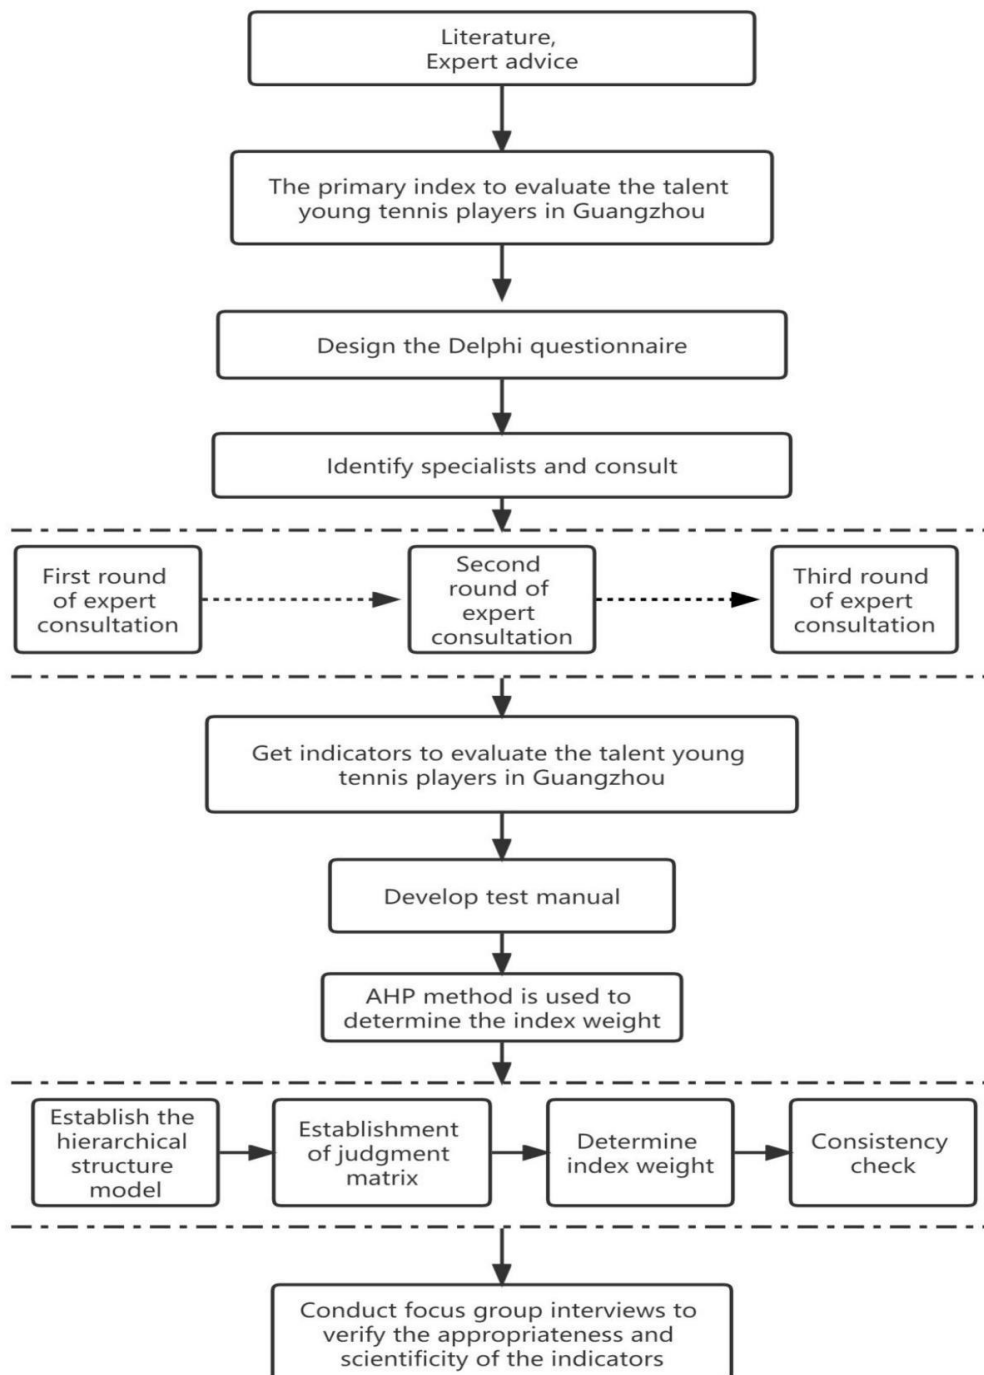 Literature,
Expert advice
The primary index to evaluate the talent
young tennis players in Guangzhou
Design the Delphi questionnaire
Identify specialists and consult
First round
of expert
consultation
Second
round of
expert
consultation
Third round
of expert
consultation
Get indicators to evaluate the talent young
tennis players in Guangzhou
Develop test manual
AHP method is used to
determine the index weight
Establish the
hierarchical
structure
model
Establishment
of judgment
matrix
Determine
index weight
Consistency
check
Conduct focus group interviews to
verify the appropriateness and
scientificity of the indicators